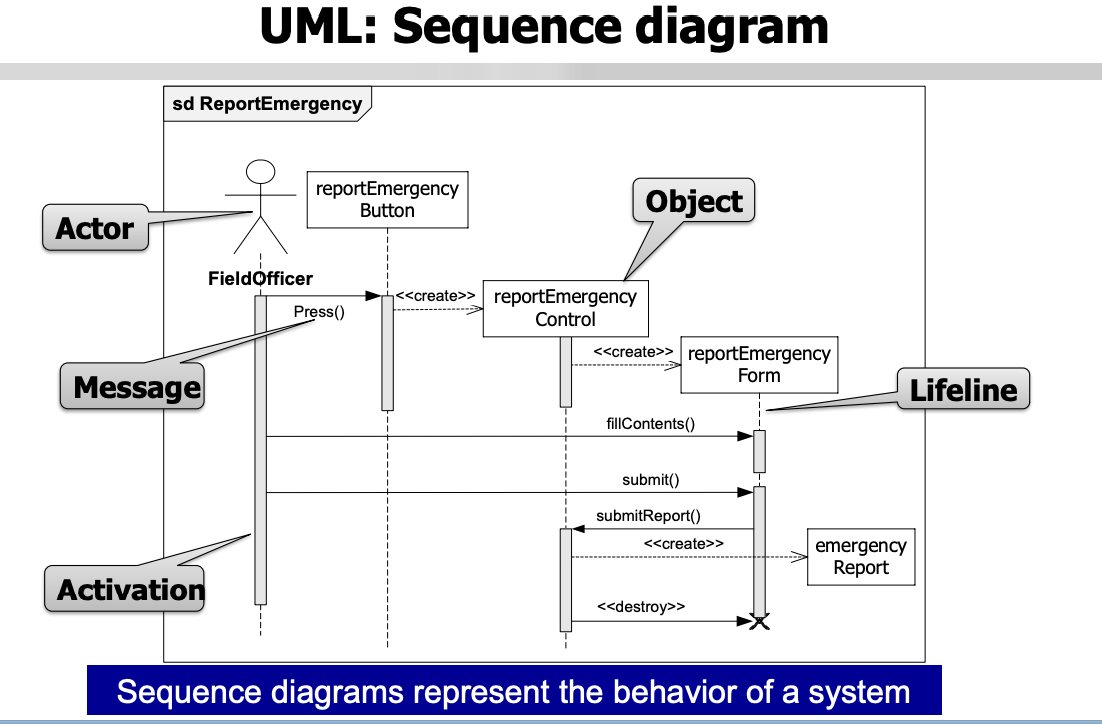 UML: Sequence diagram
sd ReportEmergency
reportEmergency
Button
Object
Actor
FieldOfficer
<<create>>
reportEmergency
Control
Press()
<<create>>
reportEmergency
Form
Message
Lifeline
fillContents()
submit()
submitReport()
<<create>>
emergency
Report
Activation
<<destroy>>
Sequence diagrams represent the behavior of a system